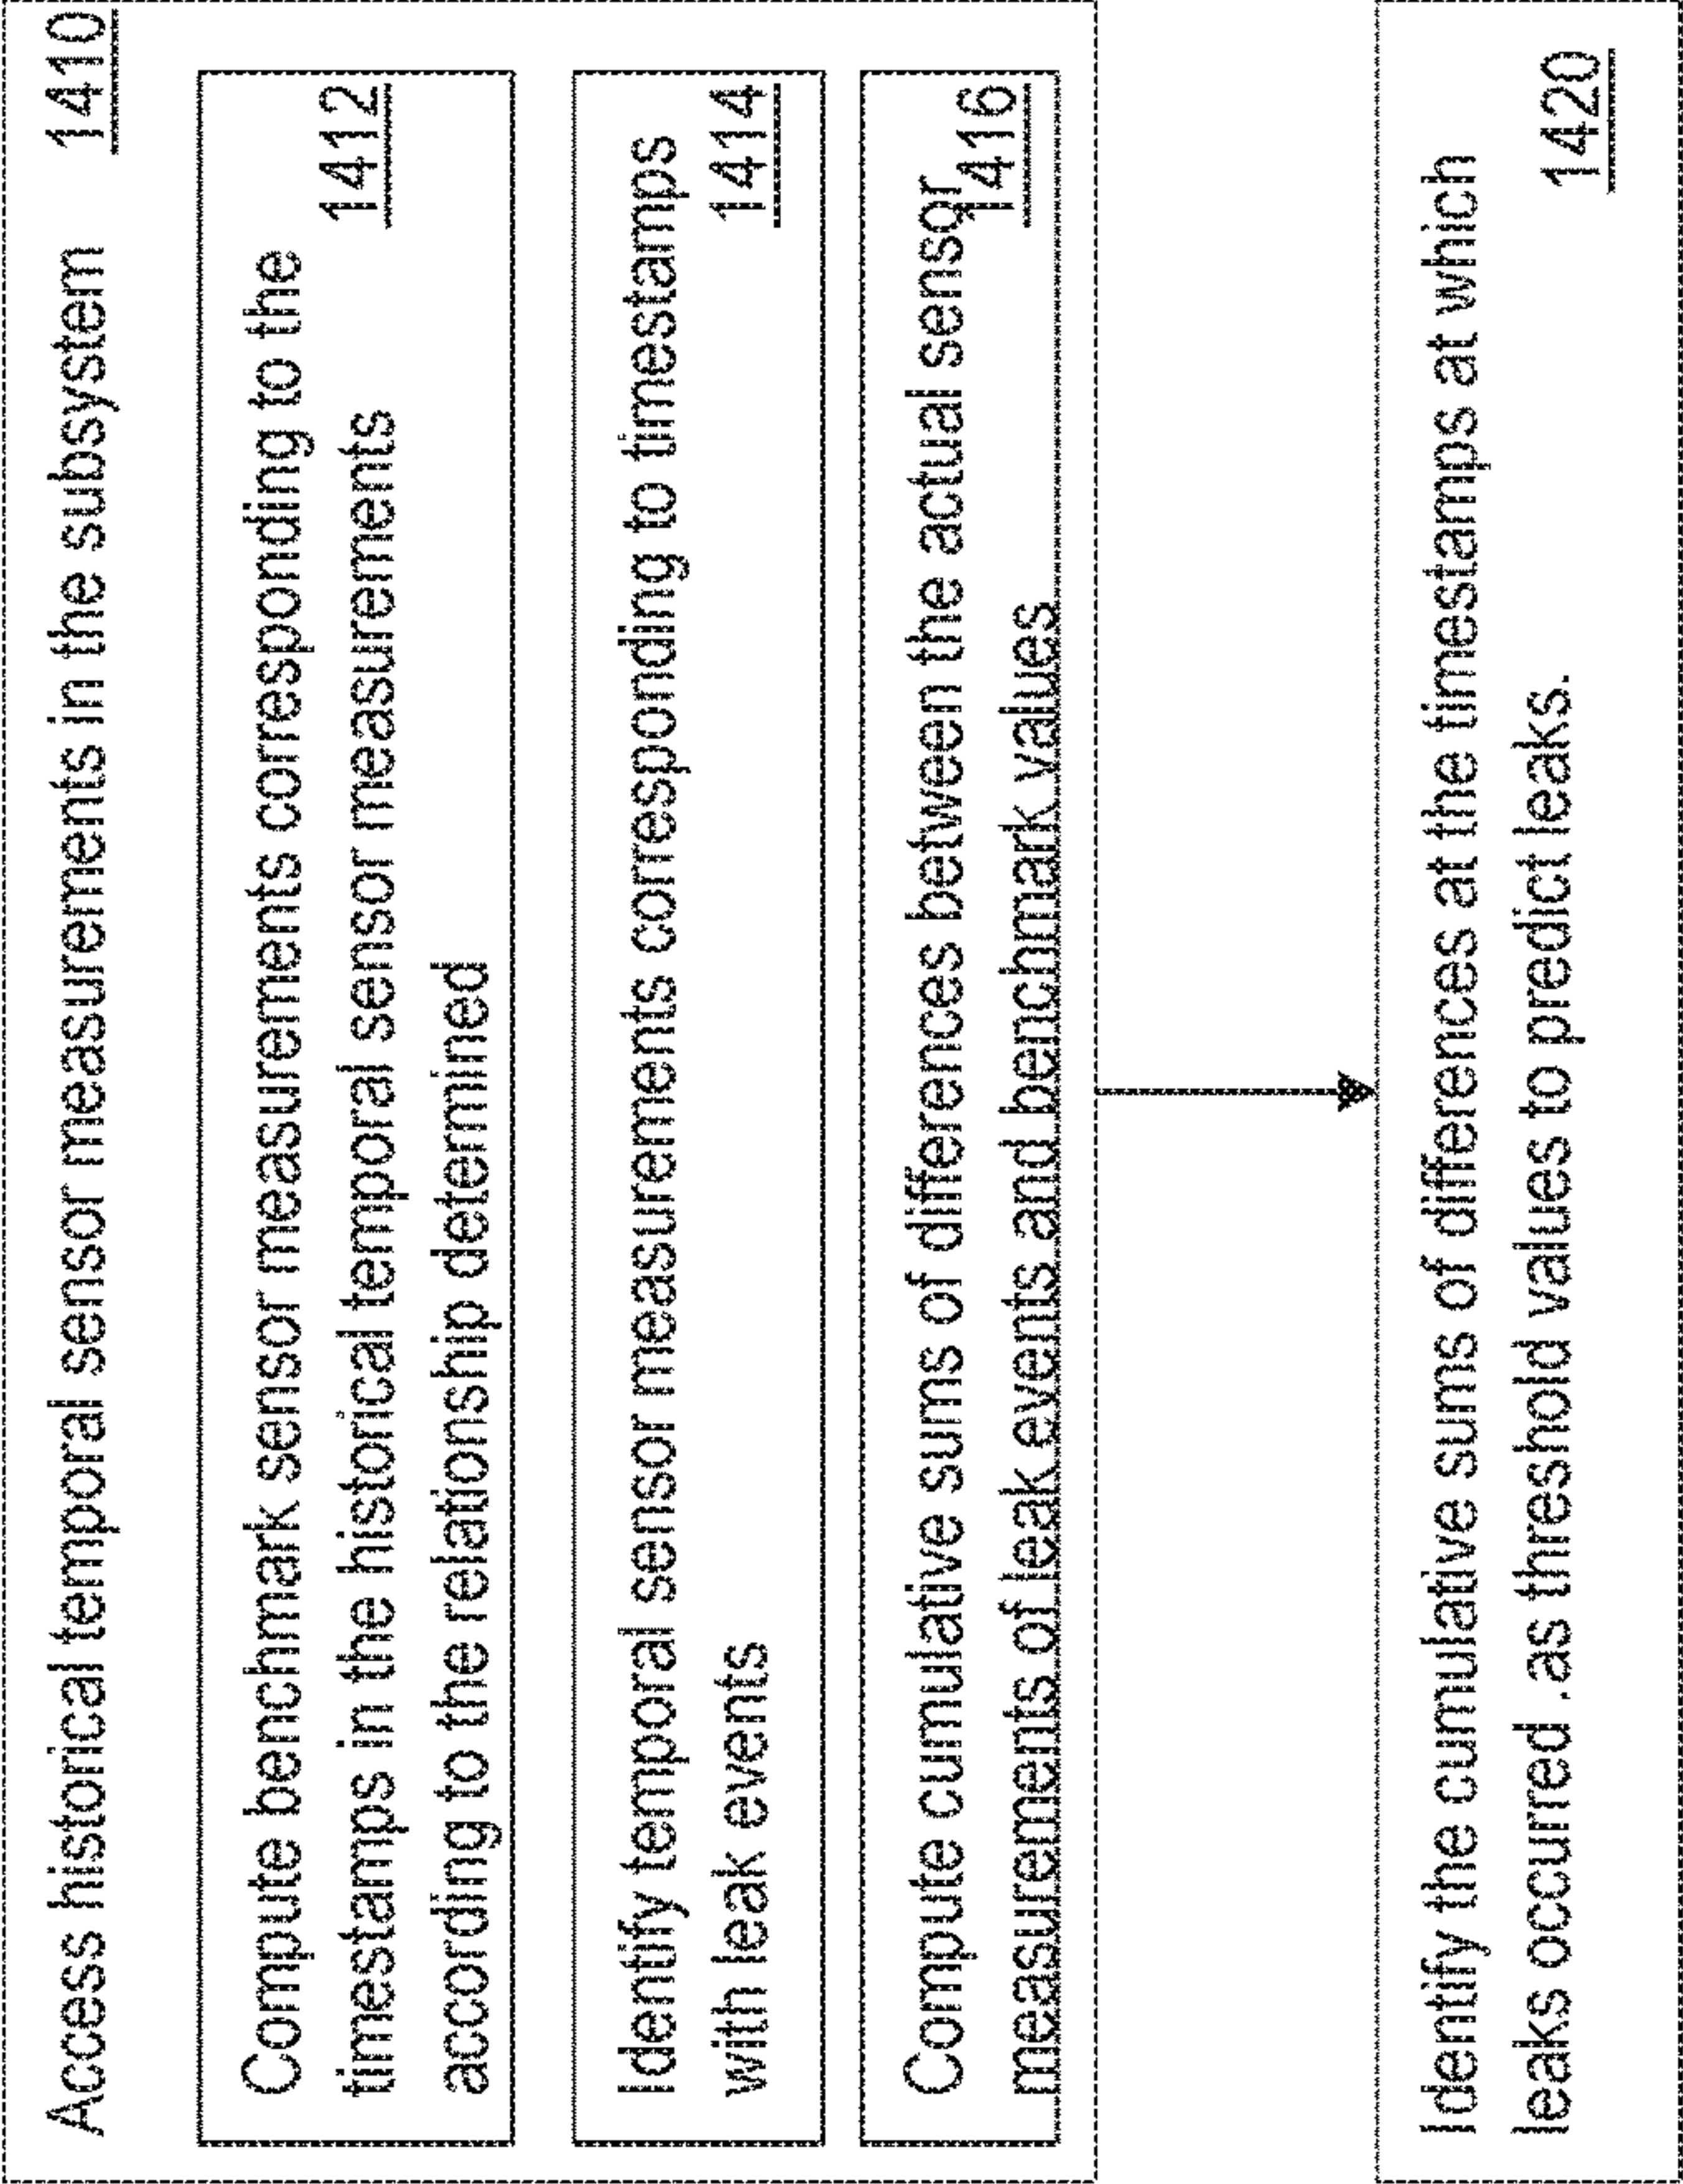 Access historical temporal sensor measurements in the subsystem 1410
Compute benchmark sensor measurements corresponding to the
timestamps in the historical temporal sensor measurements 1412
according to the relationship determined
Identify temporal sensor measurements corresponding to timestamps
with leak events 1414
Compute cumulative sums of differences between the actual sensor
measurements of leak events and benchmark values 1416
Identify the cumulative sums of differences at the timestamps at which
leaks occurred .as threshold values to predict leaks.
1420